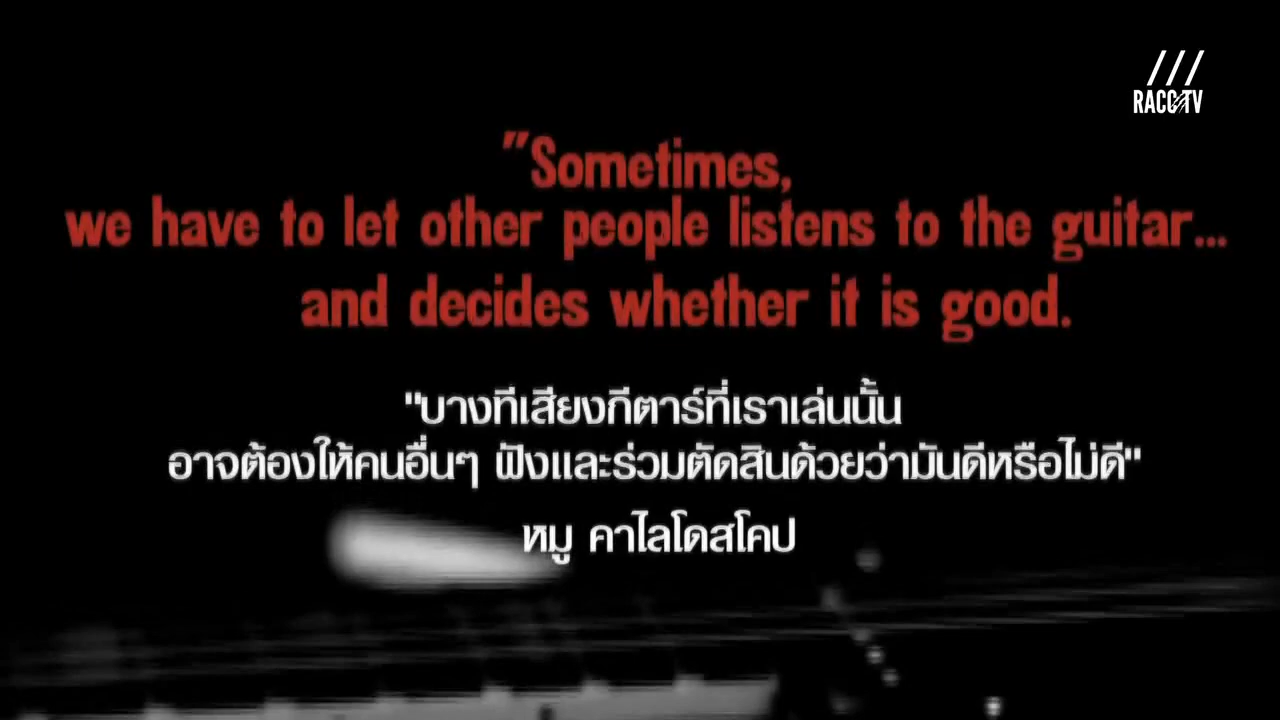 RACO TV
"Sometimes,
we have to let other people listens to the guitar...
and decides whether it is good.
"บางทีเสียงกีตาร์ที่เราเล่นนั้น
อาจต้องให้คนอื่นๆ ฟังและร่วมตัดสินด้วยว่ามันดีหรือไม่ดี"
หมู คาไลโดสโคป